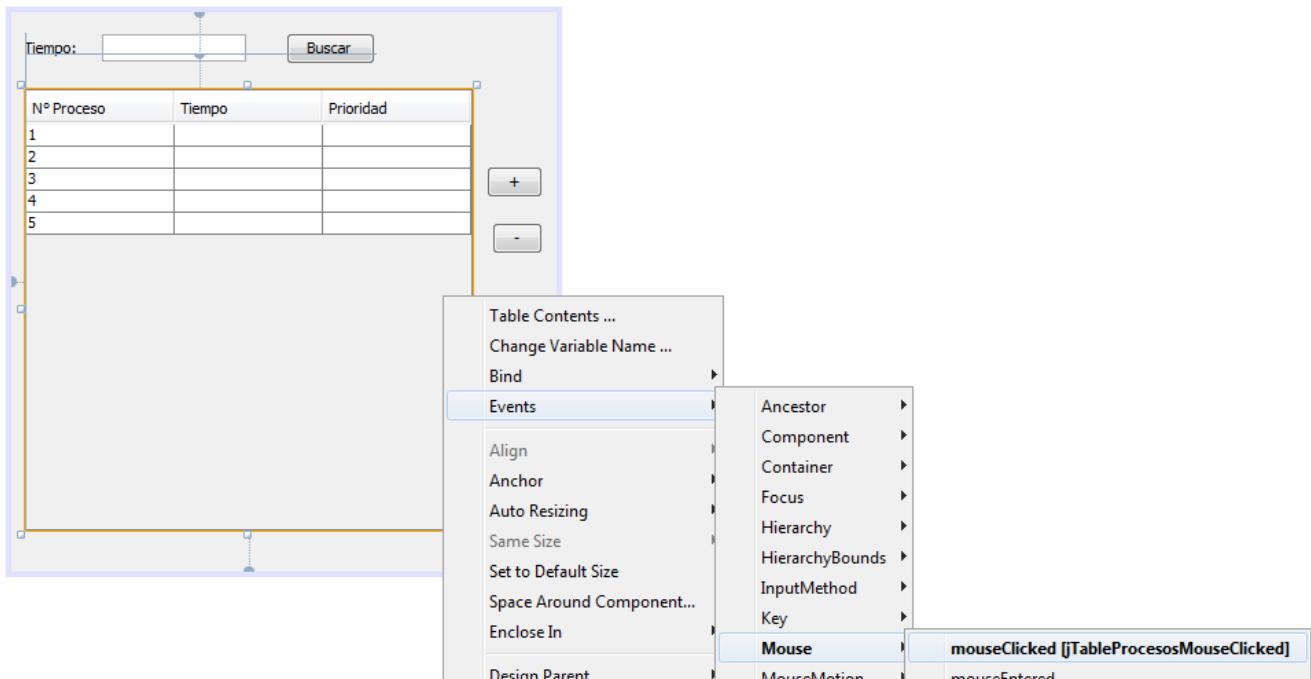 Tiempo: Buscar
Nº Proceso Tiempo Prioridad
1
2
3
4
5
+
-
Table Contents ...
Change Variable Name ...
Bind
Events
Align
Anchor
Auto Resizing
Same Size
Set to Default Size
Space Around Component...
Enclose In
Design Parent
Ancestor
Component
Container
Focus
Hierarchy
HierarchyBounds
InputMethod
Key
Mouse
MouseMotion
mouseClicked [jTableProcesosMouseClicked]
mouseEntered